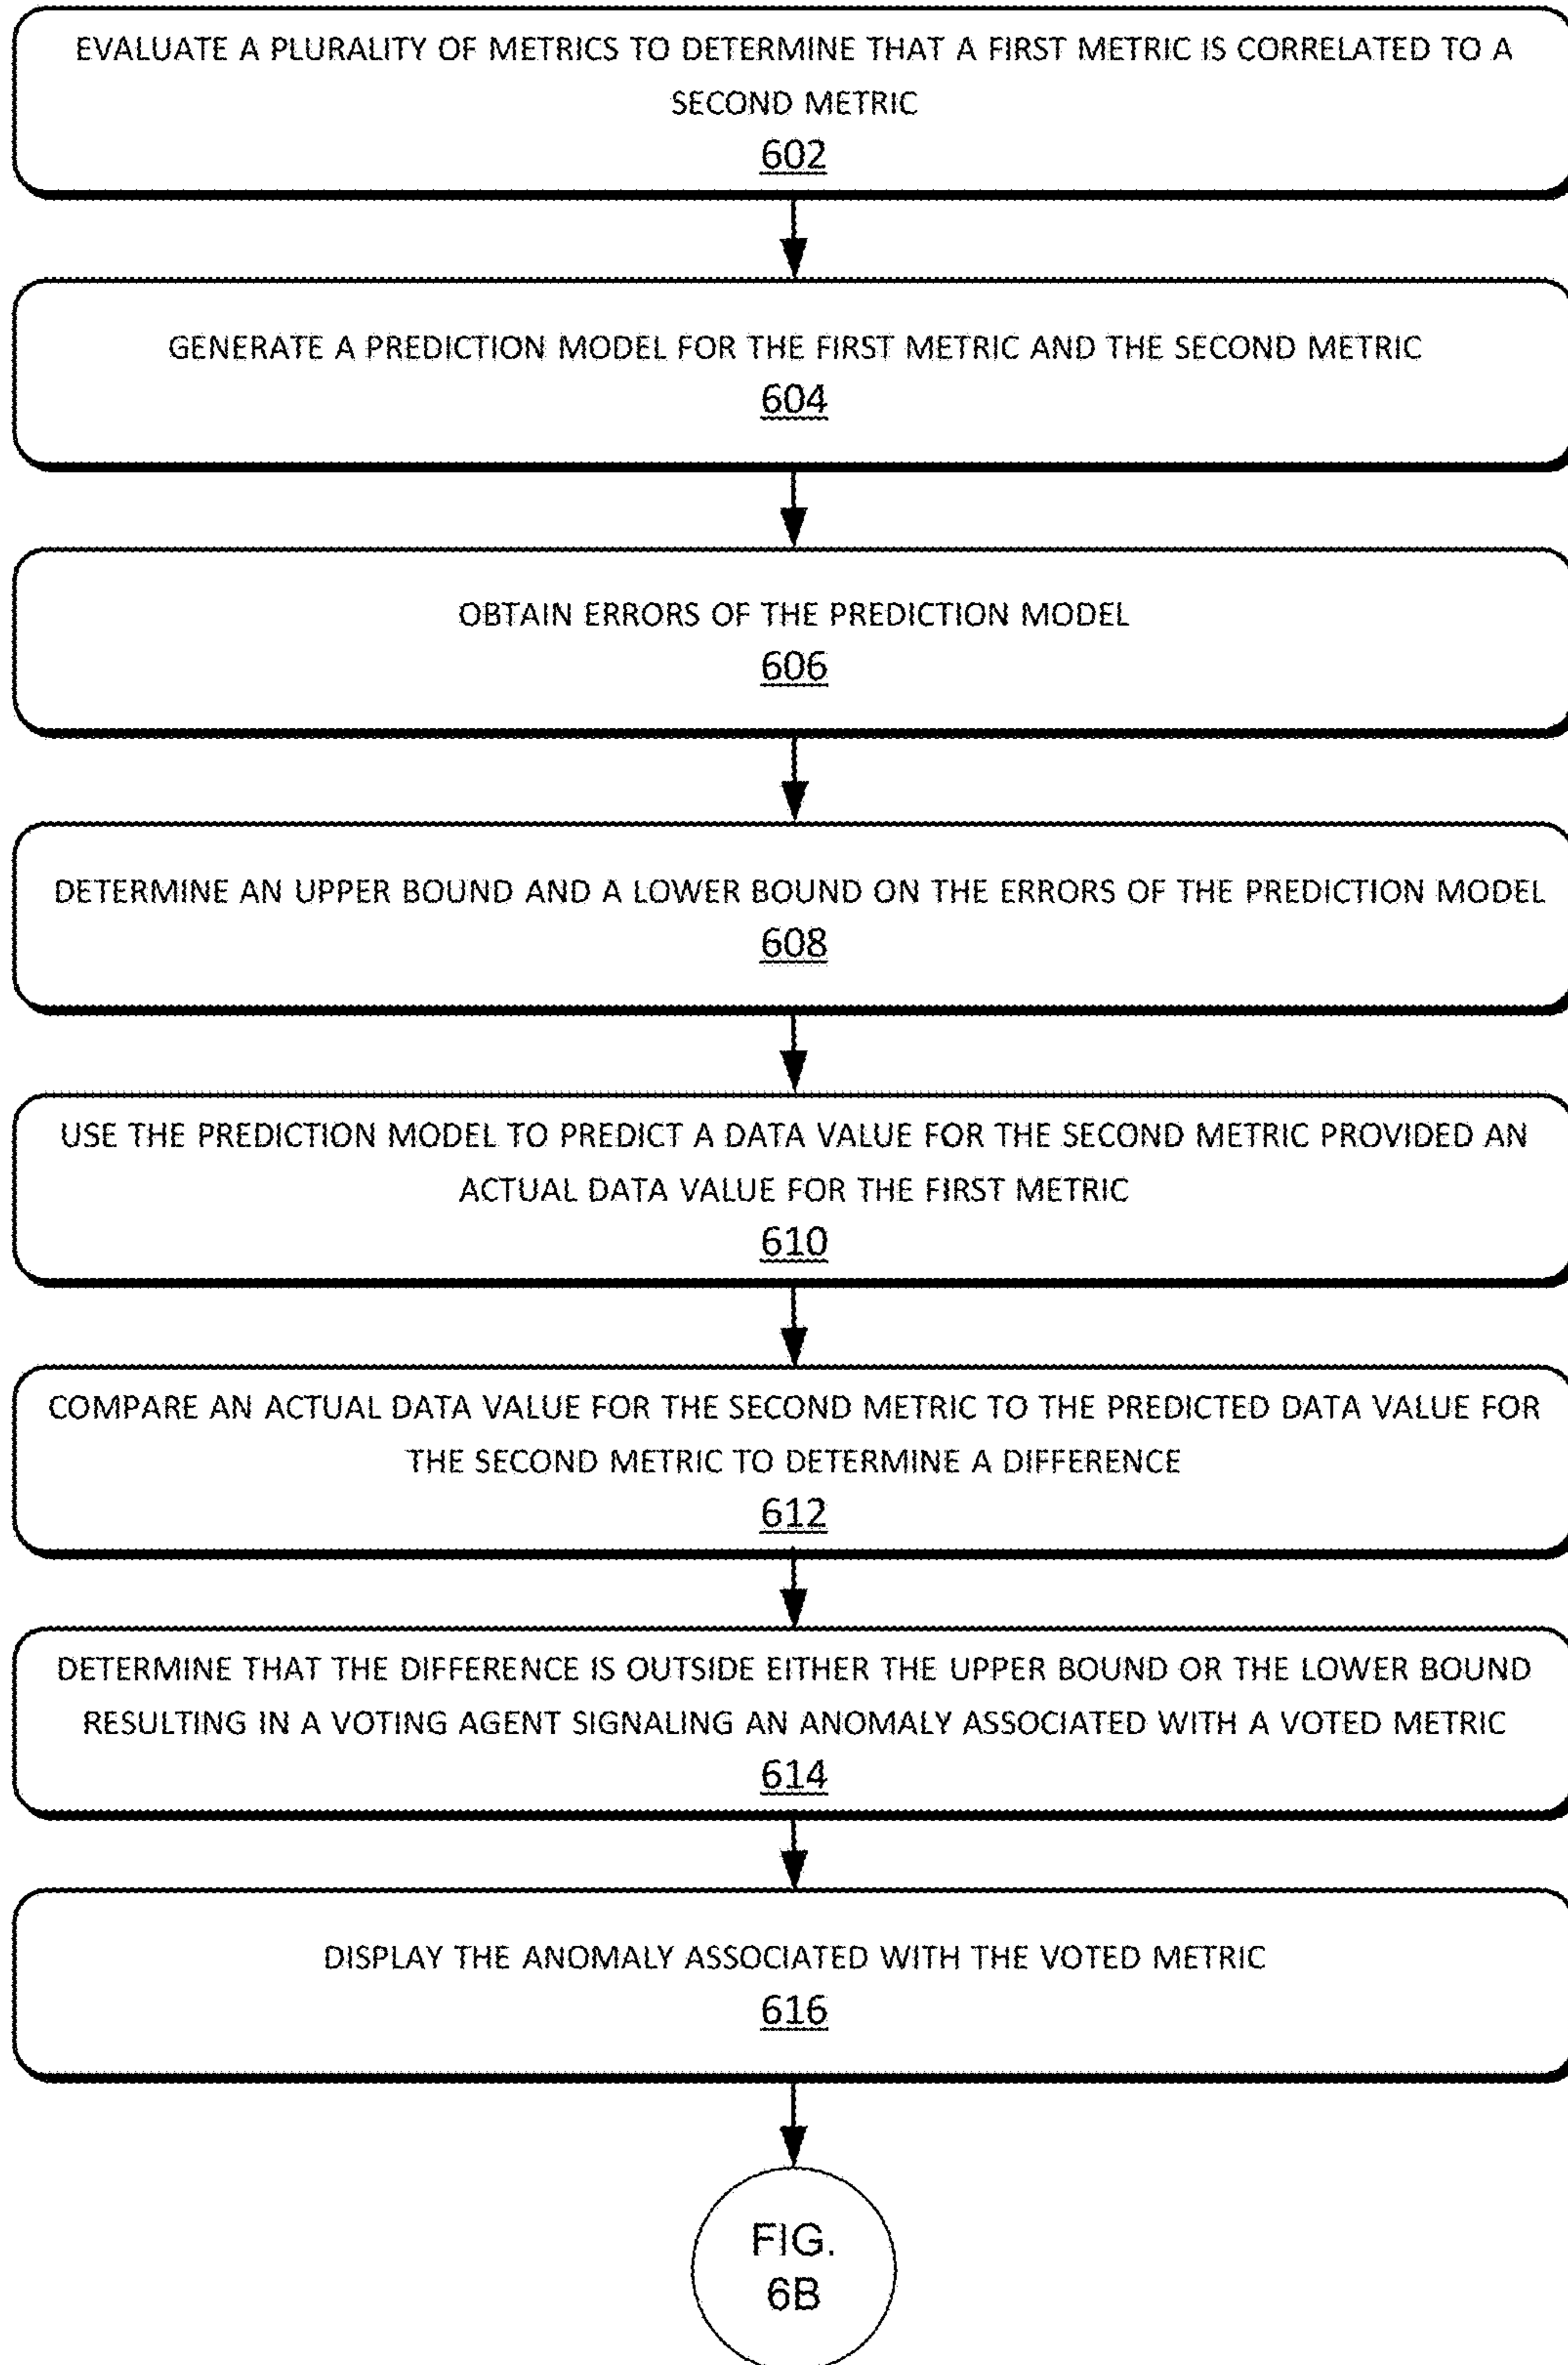 EVALUATE A PLURALITY OF METRICS TO DETERMINE THAT A FIRST METRIC IS CORRELATED TO A
SECOND METRIC
602
GENERATE A PREDICTION MODEL FOR THE FIRST METRIC AND THE SECOND METRIC
604
OBTAIN ERRORS OF THE PREDICTION MODEL
606
DETERMINE AN UPPER BOUND AND A LOWER BOUND ON THE ERRORS OF THE PREDICTION MODEL
608
USE THE PREDICTION MODEL TO PREDICT A DATA VALUE FOR THE SECOND METRIC PROVIDED AN
ACTUAL DATA VALUE FOR THE FIRST METRIC
610
COMPARE AN ACTUAL DATA VALUE FOR THE SECOND METRIC TO THE PREDICTED DATA VALUE FOR
THE SECOND METRIC TO DETERMINE A DIFFERENCE
612
DETERMINE THAT THE DIFFERENCE IS OUTSIDE EITHER THE UPPER BOUND OR THE LOWER BOUND
RESULTING IN A VOTING AGENT SIGNALING AN ANOMALY ASSOCIATED WITH A VOTED METRIC
614
DISPLAY THE ANOMALY ASSOCIATED WITH THE VOTED METRIC
616
FIG.
6B